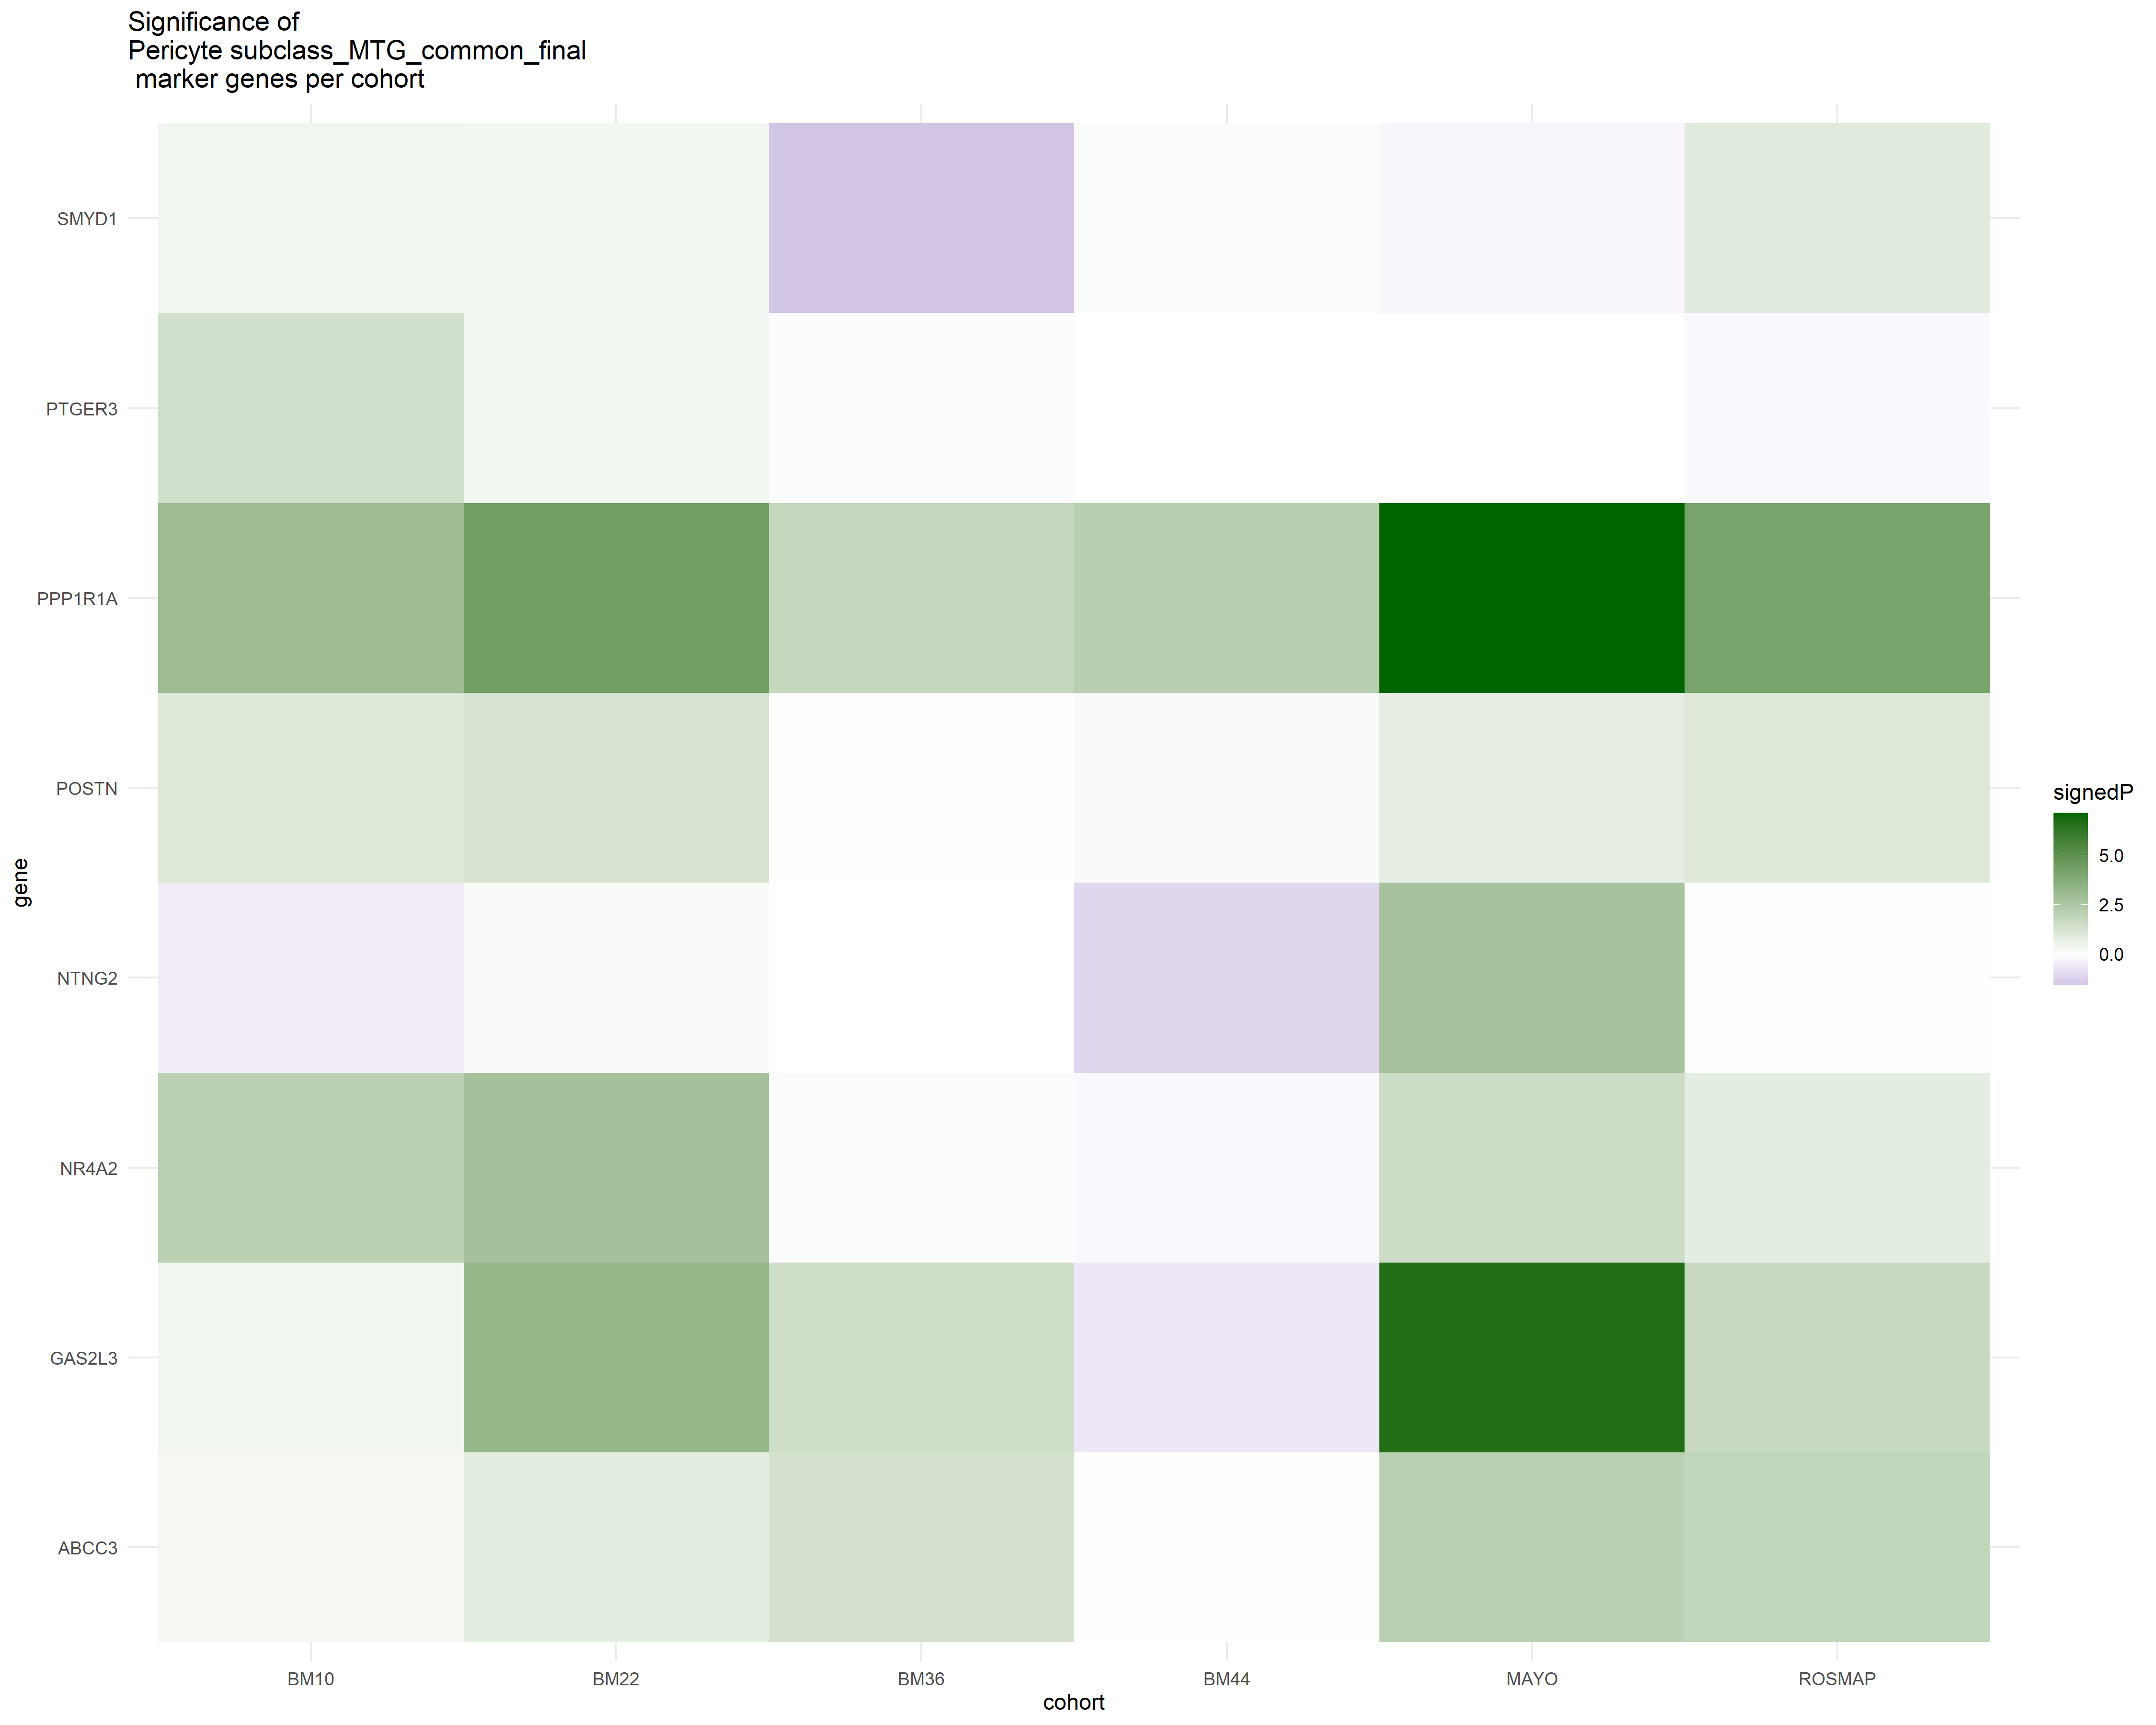 Significance of
Pericyte subclass_MTG_common_final
marker genes per cohort
SMYD1
PTGER3
PPP1R1A
POSTN
NTNG2
NR4A2
GAS2L3
ABCC3
gene
BM10
BM22
BM36
BM44
MAYO
ROSMAP
cohort
signedP
5.0
2.5
0.0